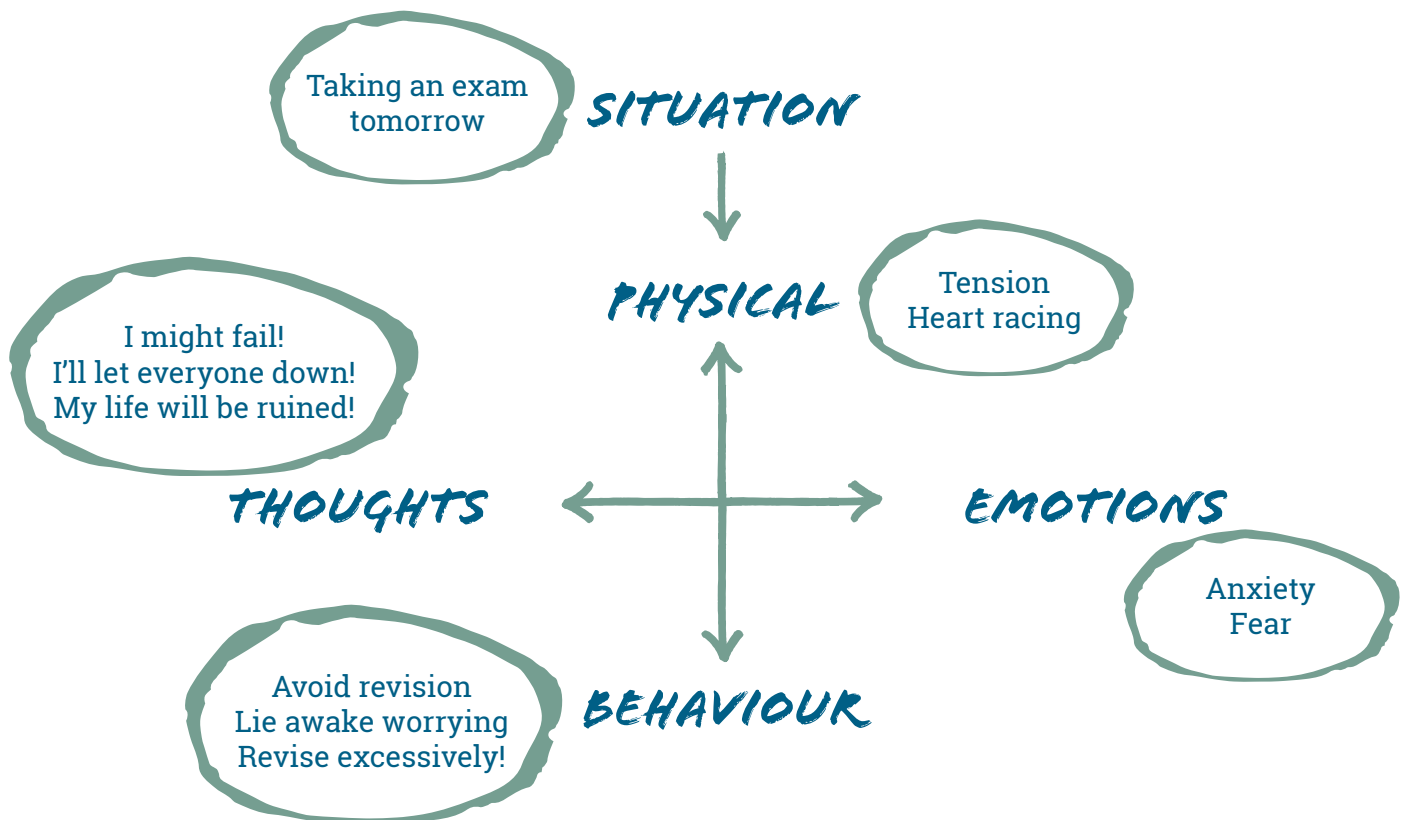 Taking an exam
tomorrow
SITUATION
PHYSICAL
Tension
Heart racing
I might fail!
I’ll let everyone down!
My life will be ruined!
THOUGHTS
EMOTIONS
Anxiety
Fear
Avoid revision
Lie awake worrying
Revise excessively!
BEHAVIOUR